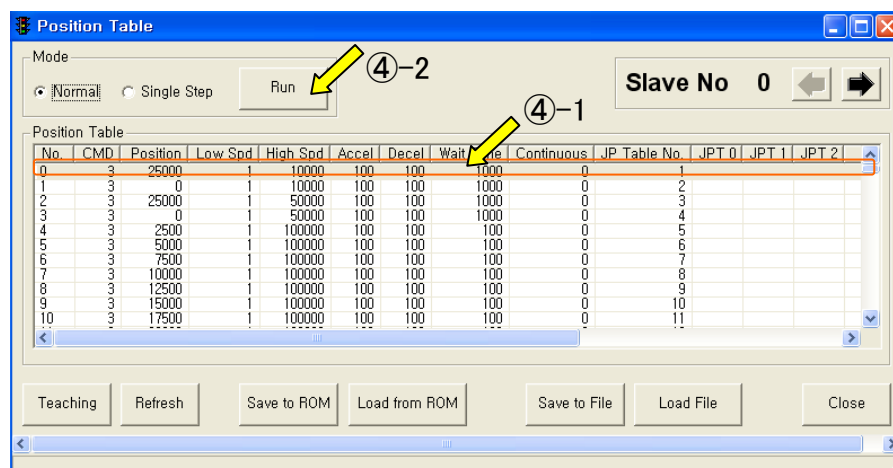 Position Table
Mode
Normal Single Step Run ④-2
Slave No 0
④-1
Position Table
No. CMD Position Low Spd High Spd Accel Decel Wait Continuous JP Table No. JPT 0 JPT 1 JPT 2
0 3 25000 1 10000 100 100 1000 0 1
1 3 0 1 10000 100 100 1000 0 2
2 3 25000 1 50000 100 100 1000 0 3
3 3 0 1 50000 100 100 1000 0 4
4 3 2500 1 100000 100 100 100 0 5
5 3 5000 1 100000 100 100 100 0 6
6 3 7500 1 100000 100 100 100 0 7
7 3 10000 1 100000 100 100 100 0 8
8 3 12500 1 100000 100 100 100 0 9
9 3 15000 1 100000 100 100 100 0 10
10 3 17500 1 100000 100 100 100 0 11
Teaching Refresh Save to ROM Load from ROM Save to File Load File Close